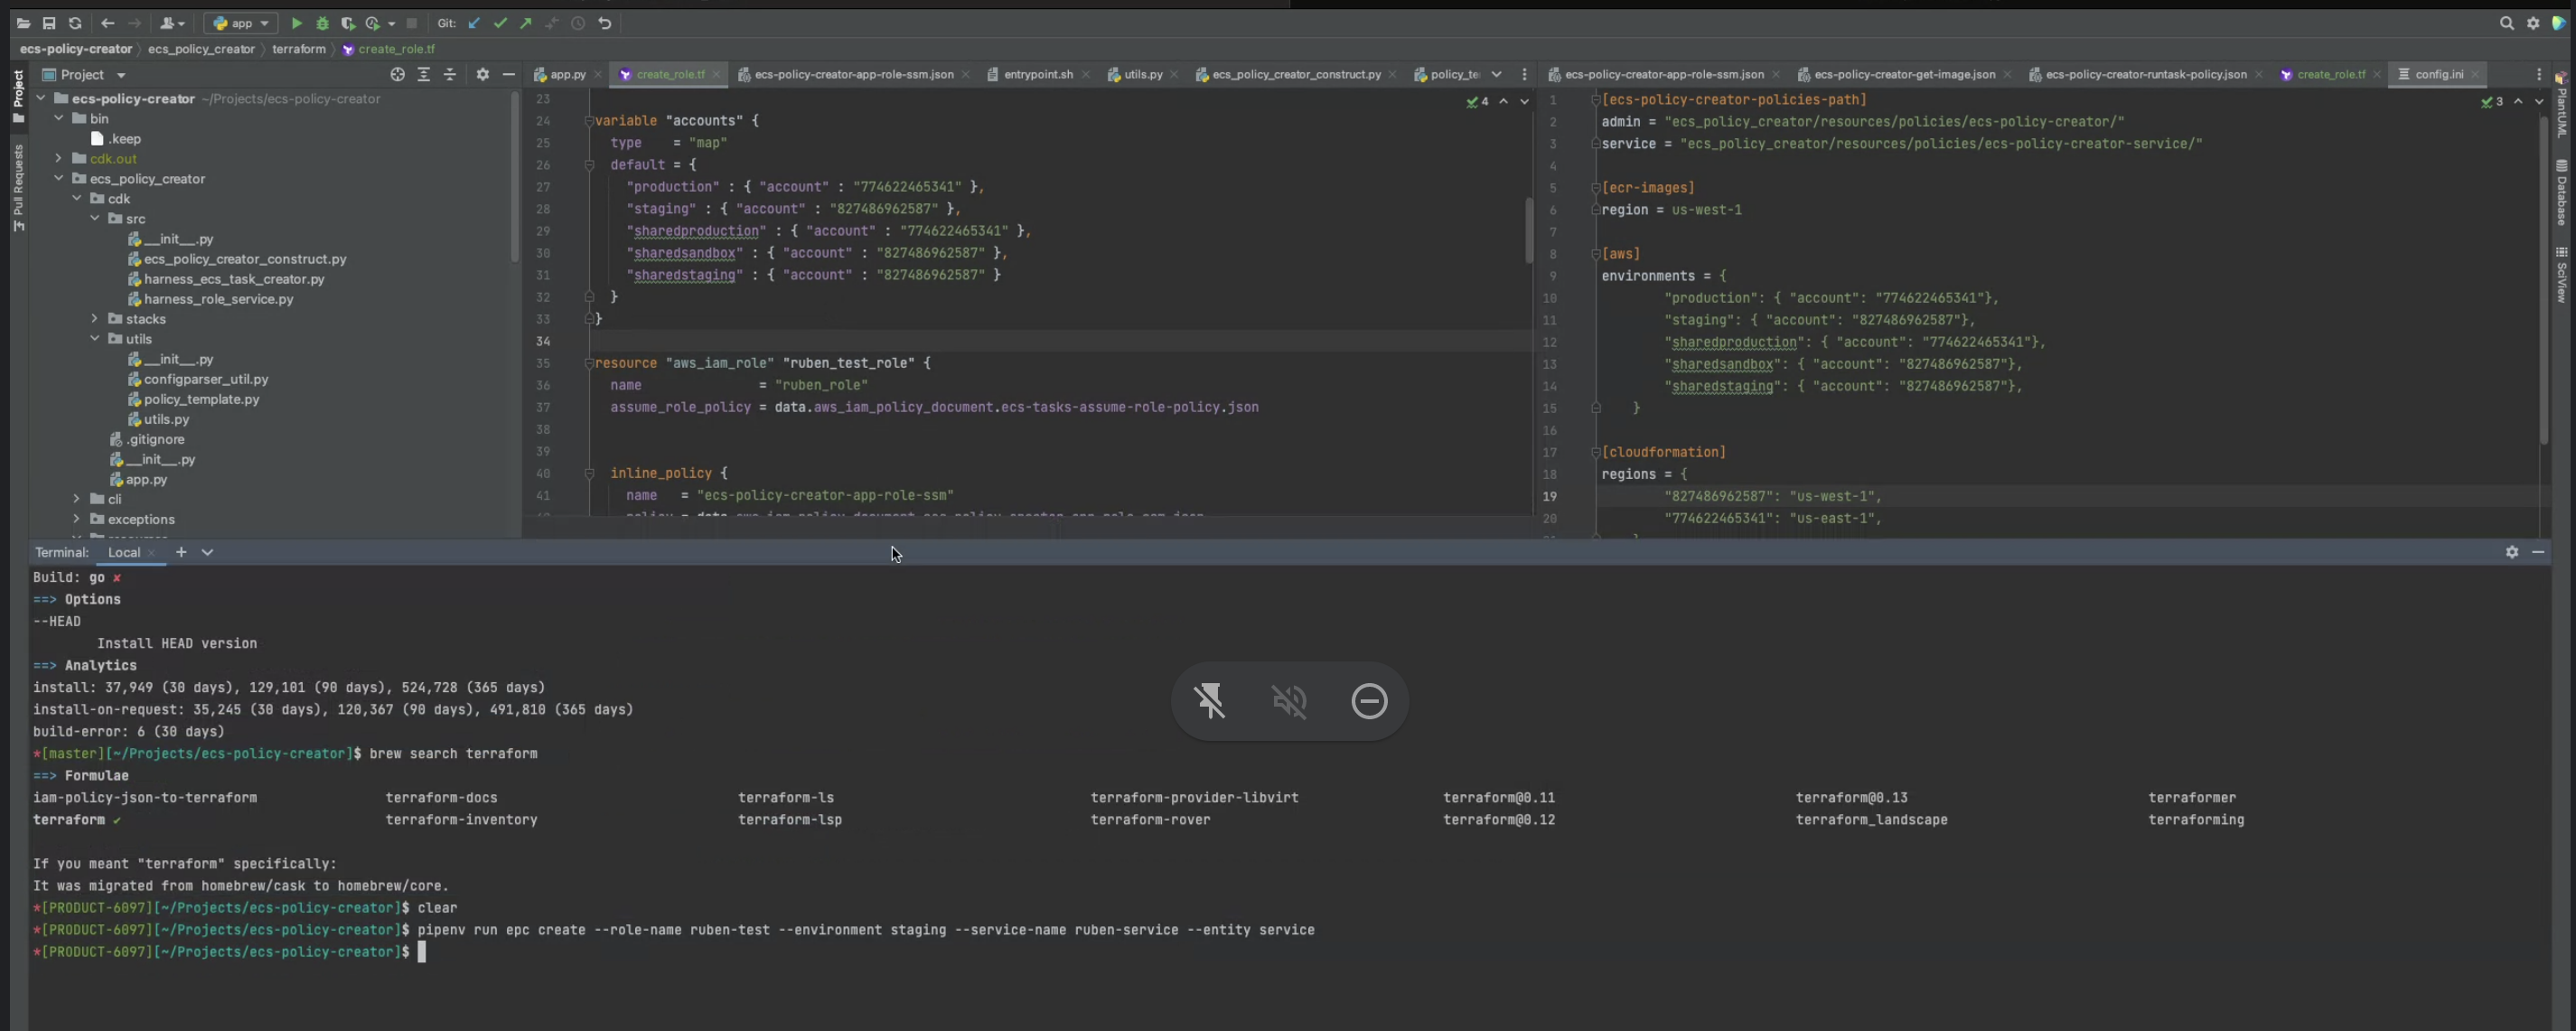 app
Git:
ecs-policy-creator
ecs_policy_creator
terraform
create_role.tf
Project
Pull Requests
Project
ecs-policy-creator ~/Projects/ecs-policy-creator
bin
.keep
cdk.out
ecs_policy_creator
cdk
src
__init__.py
ecs_policy_creator_construct.py
harness_ecs_task_creator.py
harness_role_service.py
stacks
utils
__init__.py
configparser_util.py
policy_template.py
utils.py
.gitignore
__init__.py
app.py
cli
exceptions
app.py
create_role.tf
ecs-policy-creator-app-role-ssm.json
entrypoint.sh
utils.py
ecs_policy_creator_construct.py
policy_te
4
23
24 variable "accounts" {
25 type = "map"
26 default = {
27 "production" : { "account" : "774622465341" },
28 "staging" : { "account" : "827486962587" },
29 "sharedproduction" : { "account" : "774622465341" },
30 "sharedsandbox" : { "account" : "827486962587" },
31 "sharedstaging" : { "account" : "827486962587" }
32 }
33 }
34
35 resource "aws_iam_role" "ruben_test_role" {
36 name = "ruben_role"
37 assume_role_policy = data.aws_iam_policy_document.ecs-tasks-assume-role-policy.json
38
39
40 inline_policy {
41 name = "ecs-policy-creator-app-role-ssm"
ecs-policy-creator-app-role-ssm.json
ecs-policy-creator-get-image.json
ecs-policy-creator-runtask-policy.json
create_role.tf
config.ini
3
1 [ecs-policy-creator-policies-path]
2 admin = "ecs_policy_creator/resources/policies/ecs-policy-creator/"
3 service = "ecs_policy_creator/resources/policies/ecs-policy-creator-service/"
4
5 [ecr-images]
6 region = us-west-1
7
8 [aws]
9 environments = {
10 "production": { "account": "774622465341"},
11 "staging": { "account": "827486962587"},
12 "sharedproduction": { "account": "774622465341"},
13 "sharedsandbox": { "account": "827486962587"},
14 "sharedstaging": { "account": "827486962587"},
15 }
16
17 [cloudformation]
18 regions = {
19 "827486962587": "us-west-1",
20 "774622465341": "us-east-1",
PlantUML
Database
SciView
Terminal:
Local
Build: go ✘
==> Options
--HEAD
Install HEAD version
==> Analytics
install: 37,949 (30 days), 129,101 (90 days), 524,728 (365 days)
install-on-request: 35,245 (30 days), 120,367 (90 days), 491,810 (365 days)
build-error: 6 (30 days)
*[master][~/Projects/ecs-policy-creator]$ brew search terraform
==> Formulae
iam-policy-json-to-terraform terraform-docs terraform-ls terraform-provider-libvirt terraform@0.11 terraform@0.13 terraformer
terraform ✔ terraform-inventory terraform-lsp terraform-rover terraform@0.12 terraform_landscape terraforming
If you meant "terraform" specifically:
It was migrated from homebrew/cask to homebrew/core.
*[PRODUCT-6097][~/Projects/ecs-policy-creator]$ clear
*[PRODUCT-6097][~/Projects/ecs-policy-creator]$ pipenv run epc create --role-name ruben-test --environment staging --service-name ruben-service --entity service
*[PRODUCT-6097][~/Projects/ecs-policy-creator]$